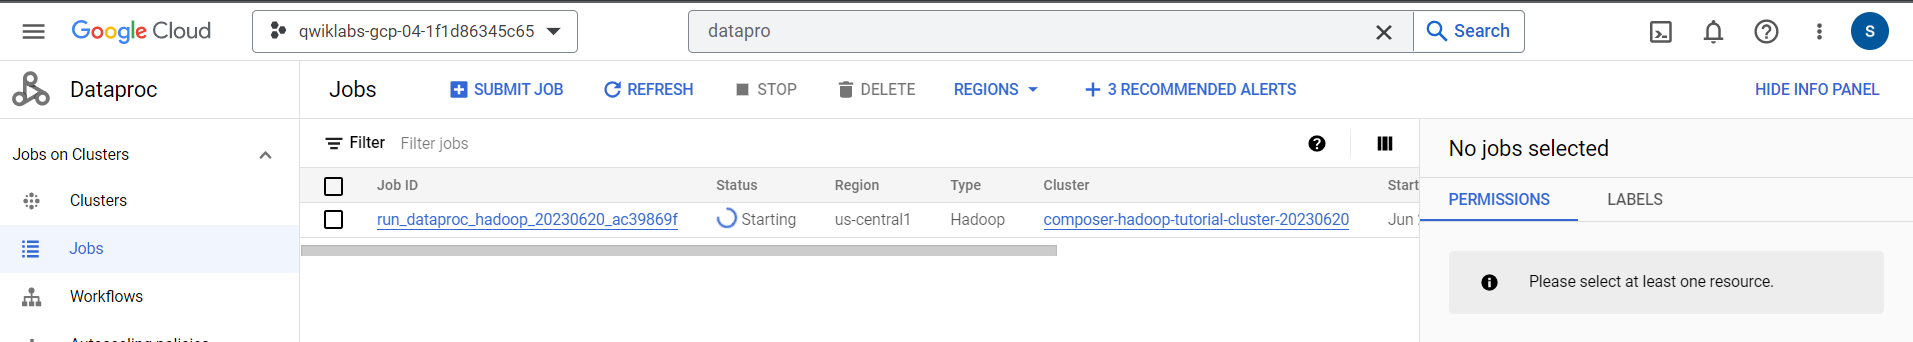 Google Cloud
qwiklabs-gcp-04-1f1d86345c65
datapro
Search
S
Dataproc
Jobs
SUBMIT JOB
REFRESH
STOP
DELETE
REGIONS
3 RECOMMENDED ALERTS
HIDE INFO PANEL
Jobs on Clusters
Clusters
Jobs
Workflows
Autoscaling policies
Filter Filter jobs
Job ID Status Region Type Cluster Start
run_dataproc_hadoop_20230620_ac39869f Starting us-central1 Hadoop composer-hadoop-tutorial-cluster-20230620 Jun
No jobs selected
PERMISSIONS LABELS
Please select at least one resource.